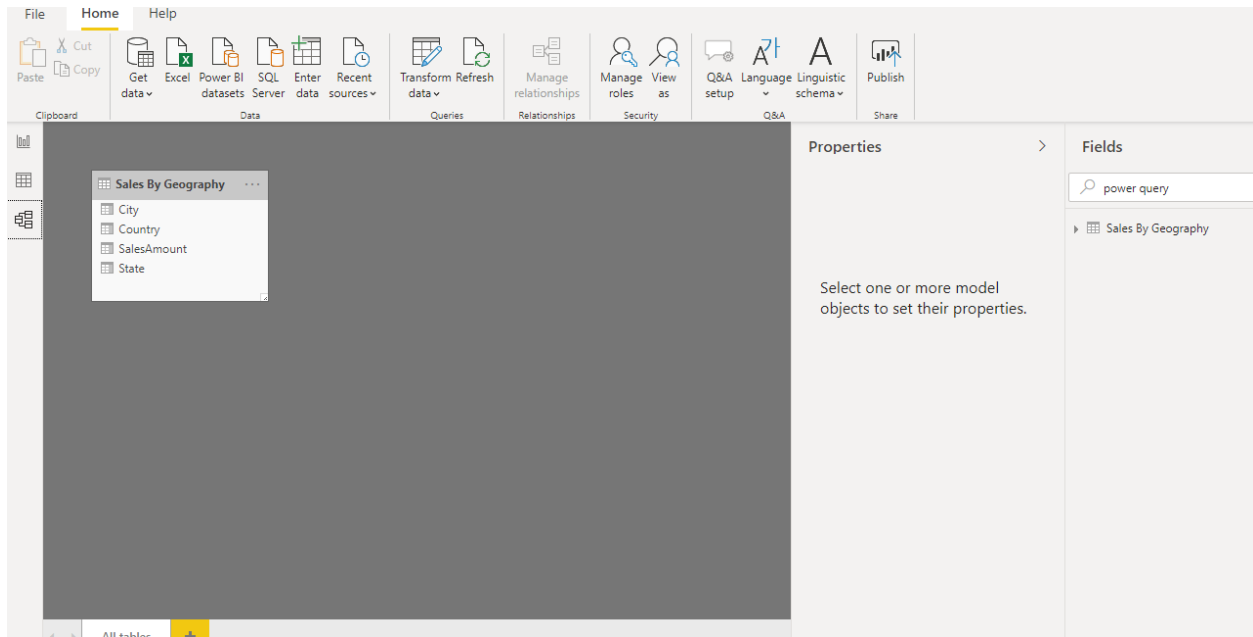 File Home Help
Cut
Copy
Paste
Get data
Excel
Power BI datasets
SQL Server
Enter data
Recent sources
Transform data
Refresh
Manage relationships
Manage roles
View as
Q&A setup
Language
Linguistic schema
Publish
Clipboard Data Queries Relationships Security Q&A Share
Sales By Geography ...
City
Country
SalesAmount
State
Properties
Select one or more model
objects to set their properties.
Fields
power query
Sales By Geography
All tables